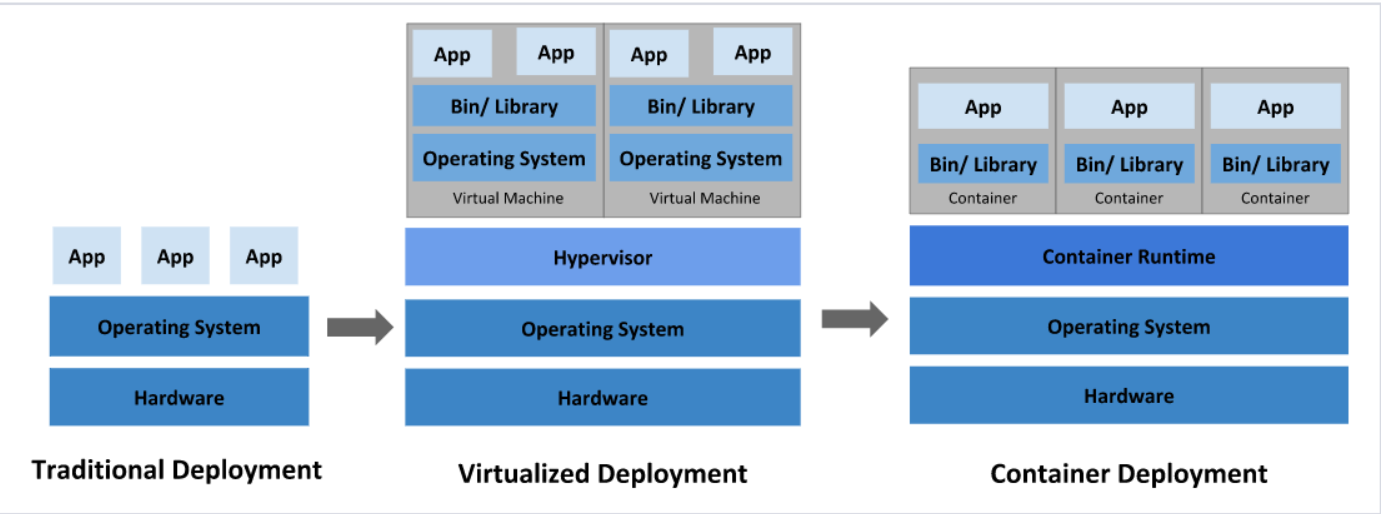 App App App
Operating System
Hardware
Traditional Deployment
App App App App
Bin/ Library Bin/ Library
Operating System Operating System
Virtual Machine Virtual Machine
Hypervisor
Operating System
Hardware
Virtualized Deployment
App App App
Bin/ Library Bin/ Library Bin/ Library
Container Container Container
Container Runtime
Operating System
Hardware
Container Deployment